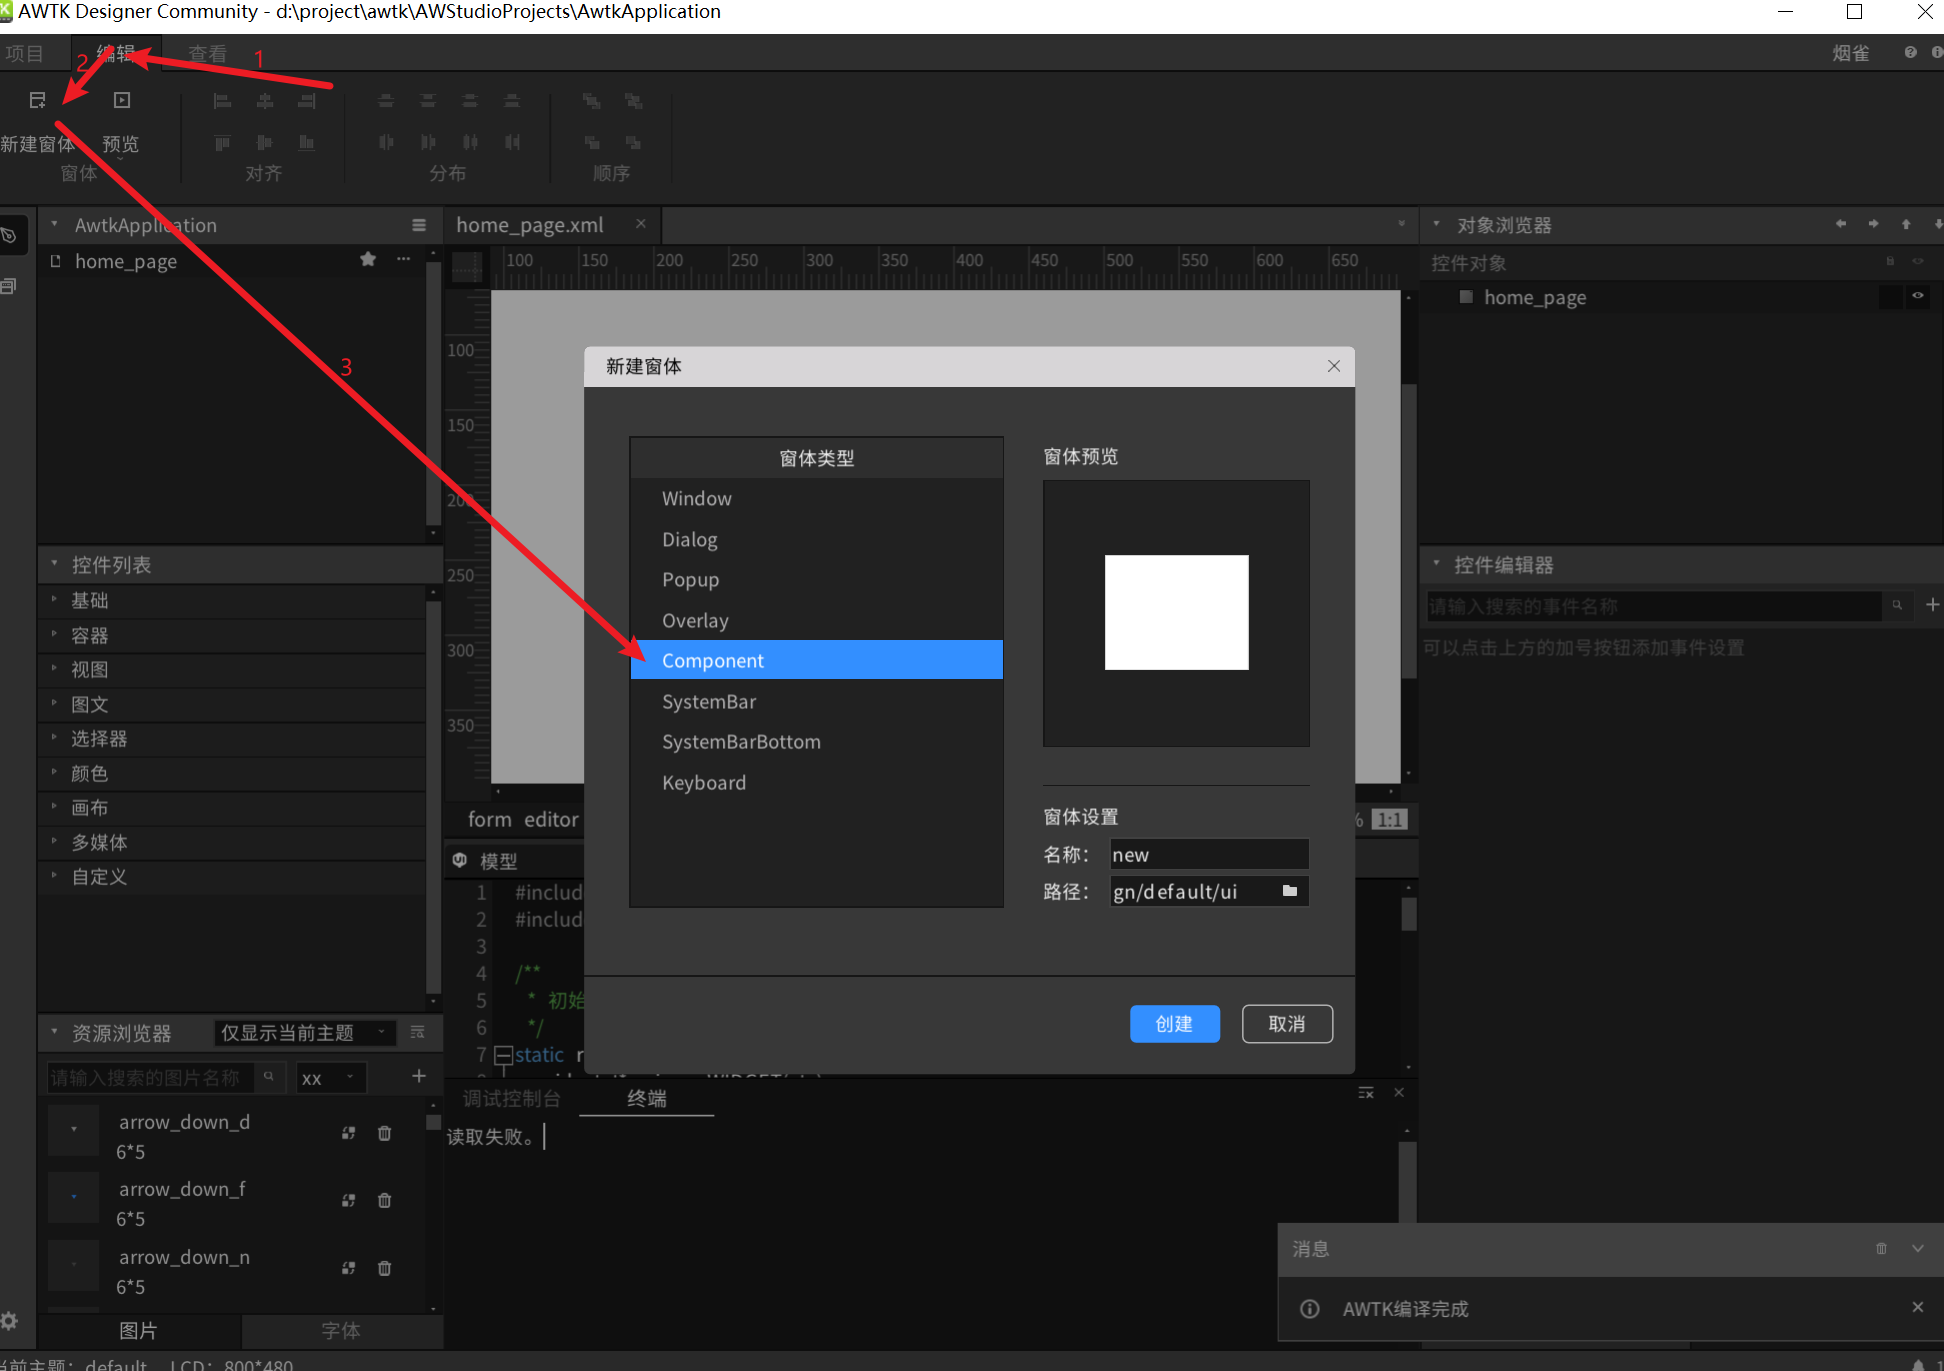 AWTK Designer Community - d:\project\awtk\AWStudioProjects\AwtkApplication
项目 编辑 查看 烟雀
1
2
3
新建窗体 预览
窗体 对齐 分布 顺序
AwtkApplication
home_page
home_page.xml
100 150 200 250 300 350 400 450 500 550 600 650
100
150
200
250
300
350
对象浏览器
控件对象
home_page
新建窗体
窗体类型
Window
Dialog
Popup
Overlay
Component
SystemBar
SystemBarBottom
Keyboard
窗体预览
窗体设置
名称： new
路径： gn/default/ui
创建 取消
控件列表
基础
容器
视图
图文
选择器
颜色
画布
多媒体
自定义
控件编辑器
请输入搜索的事件名称
可以点击上方的加号按钮添加事件设置
form editor
% 1:1
模型
1 #includ
2 #includ
3
4 /**
5 * 初始
6 */
7 static r
资源浏览器 仅显示当前主题
请输入搜索的图片名称 xx
arrow_down_d
6*5
arrow_down_f
6*5
arrow_down_n
6*5
图片 字体
调试控制台 终端
读取失败。
消息
AWTK编译完成
当前主题：default LCD：800*480